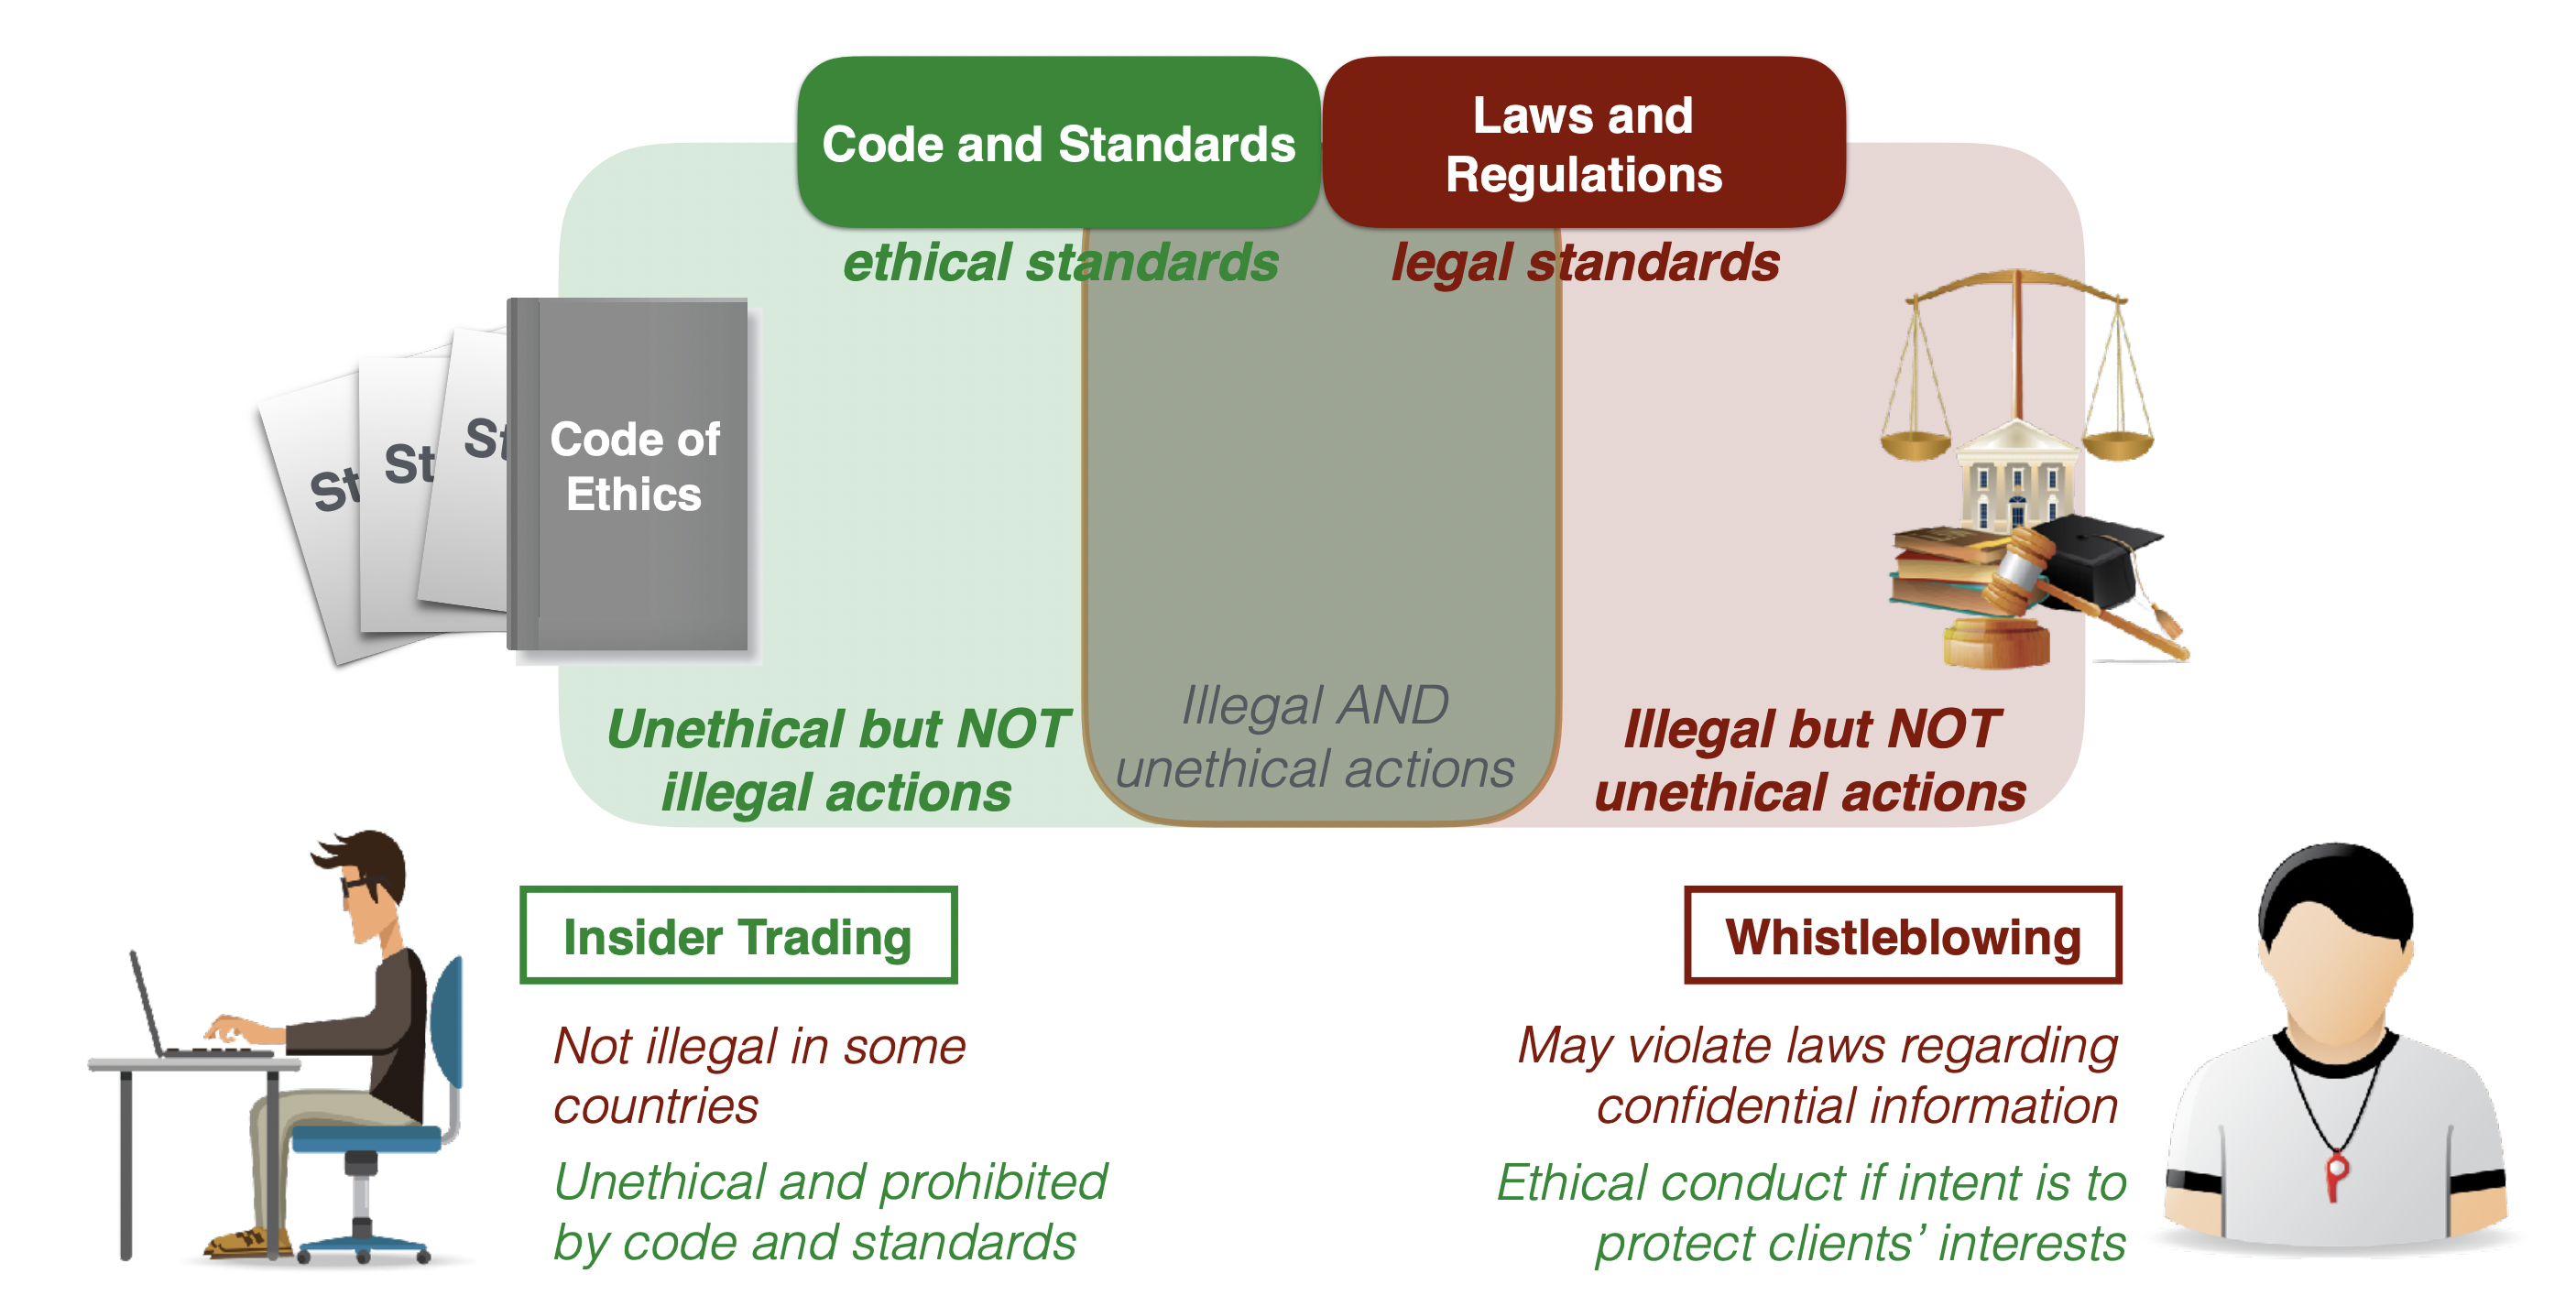 Code and Standards
Laws and
Regulations
ethical standards
legal standards
St
St
St
Code of
Ethics
Unethical but NOT
illegal actions
Illegal AND
unethical actions
Illegal but NOT
unethical actions
Insider Trading
Not illegal in some
countries
Unethical and prohibited
by code and standards
Whistleblowing
May violate laws regarding
confidential information
Ethical conduct if intent is to
protect clients’ interests